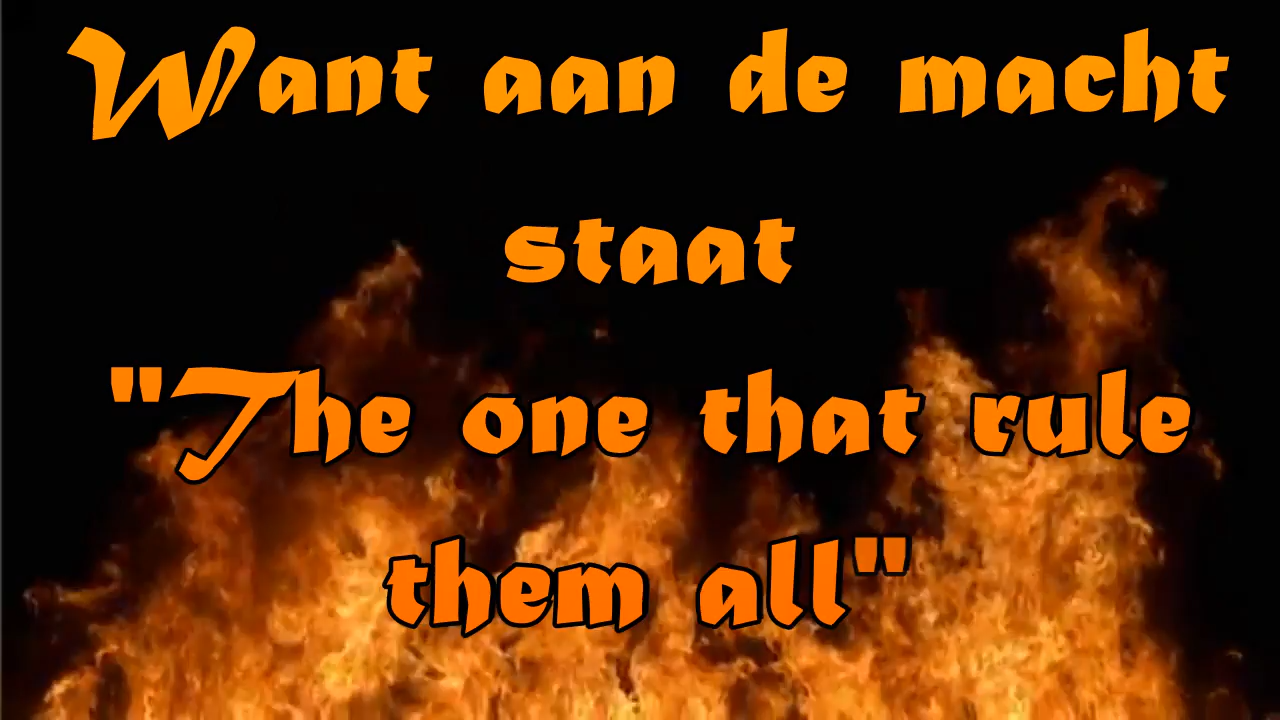 Want aan de macht
staat
"The one that rule
them all"